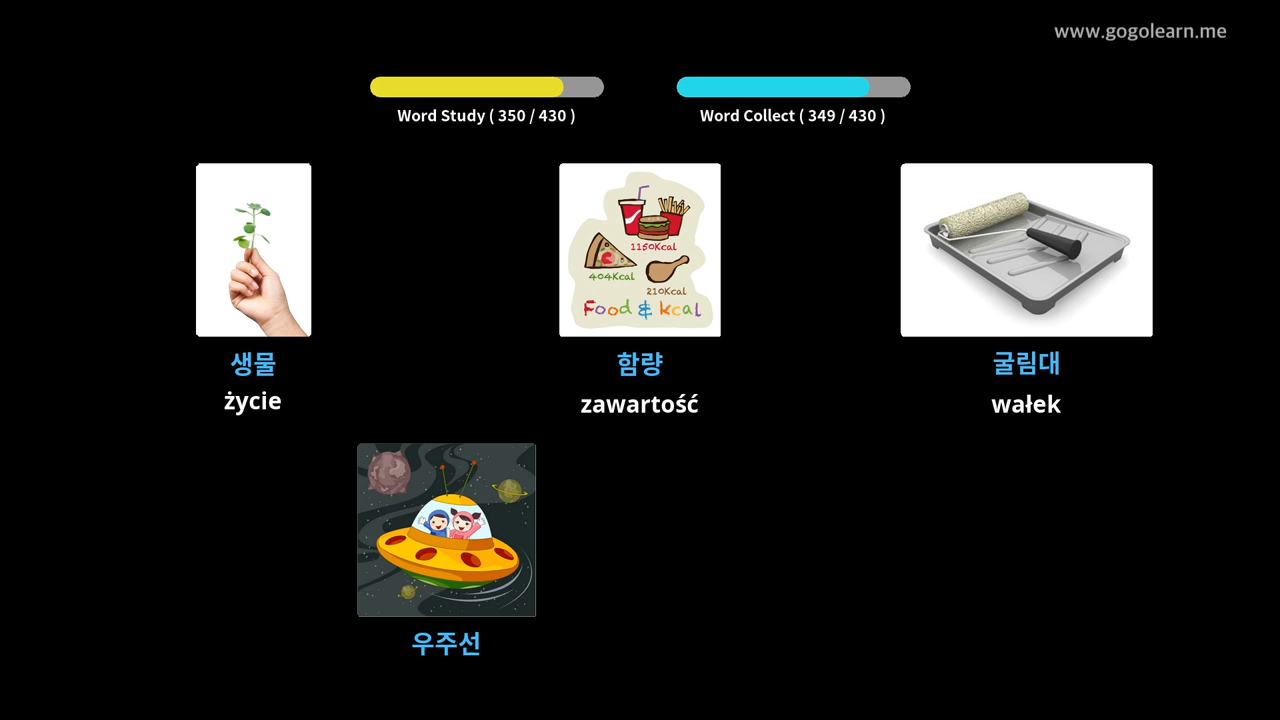 www.gogolearn.me
Word Study ( 350 / 430 )
Word Collect ( 349 / 430 )
1150Kcal
404Kcal
210Kcal
Food & kcal
생물
함량
굴림대
życie
zawartość
wałek
우주선